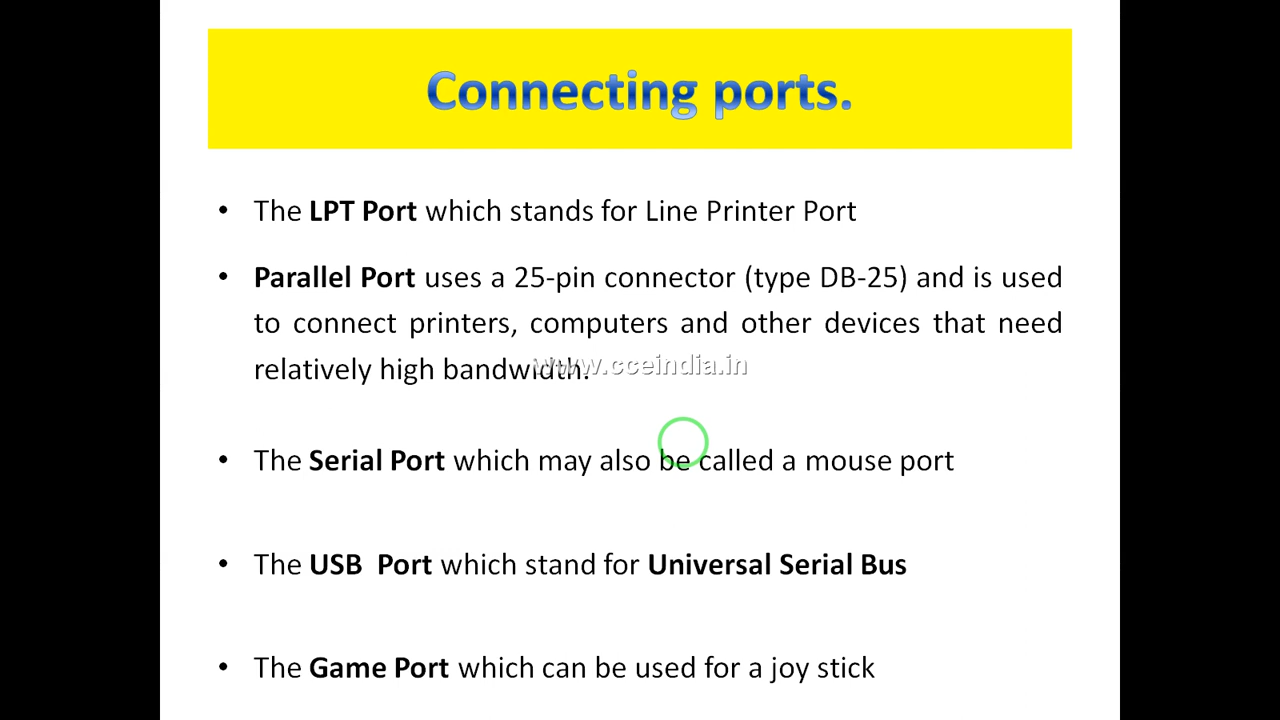 Connecting ports.
• The LPT Port which stands for Line Printer Port
• Parallel Port uses a 25-pin connector (type DB-25) and is used
to connect printers, computers and other devices that need
relatively high bandwidth.
www.cceindia.in
• The Serial Port which may also be called a mouse port
• The USB  Port which stand for Universal Serial Bus
• The Game Port which can be used for a joy stick